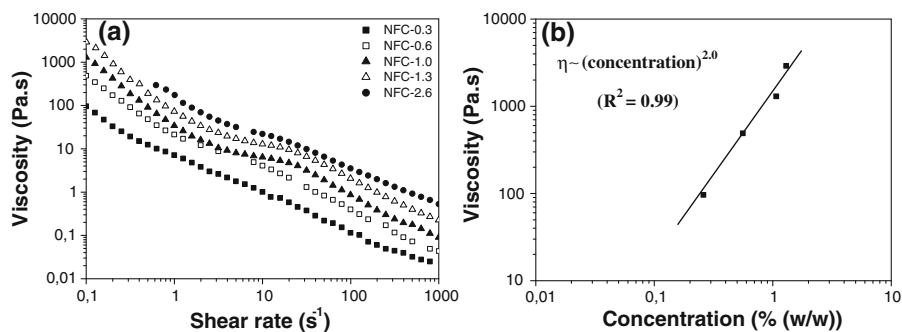 (a)
NFC-0.3
NFC-0.6
NFC-1.0
NFC-1.3
NFC-2.6
10000
1000
100
10
1
0,1
0,01
Viscosity (Pa.s)
0,1
1
10
100
1000
Shear rate (s⁻¹)
(b)
η~ (concentration)²·⁰
(R² = 0.99)
10000
1000
100
10
Viscosity (Pa.s)
0,01
0,1
1
10
Concentration (% (w/w))